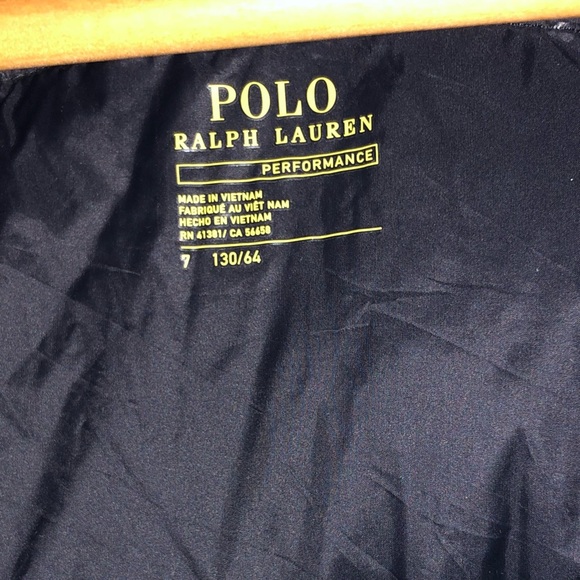 POLO
RALPH LAUREN
PERFORMANCE
MADE IN VIETNAM
FABRIQUÉ AU VIÊT NAM
HECHO EN VIETNAM
RN 41381/ CA 56650
7 130/64